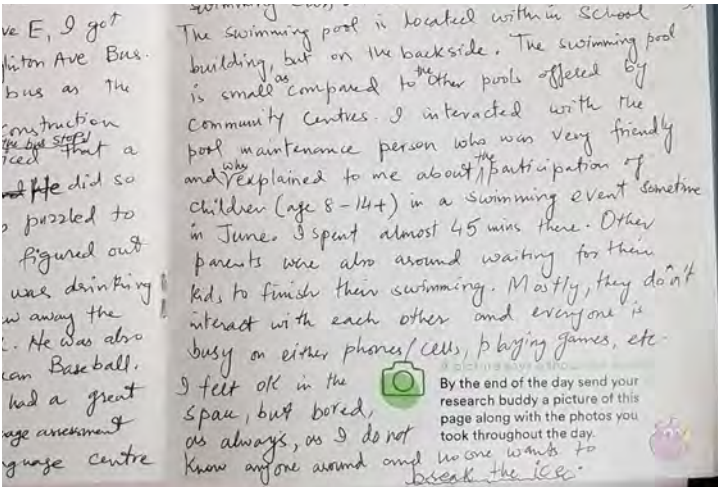 ve E, I got
Ave Bus.
bus as the
construction
the bus stops
iced that a
He did so
puzzled to
figured out
was drinking
w away the
. He was also
can Baseball.
had a great
age assessment
guage centre
The swimming pool is located within school
building, but on the backside. The swimming pool
is small as compared to the other pools offered by
Community Centres. I interacted with the
pool maintenance person who was very friendly
and why explained to me about the participation of
children (age 8-14+) in a swimming event sometime
in June. I spent almost 45 mins there. Other
parents were also around waiting for their
kids to finish their swimming. Mostly, they don't
interact with each other and everyone is
busy on either phones/cells, playing games, etc.
I felt OK in the
space, but bored,
as always, as I do not
know anyone around and no one wants to
break the ice.
By the end of the day send your
research buddy a picture of this
page along with the photos you
took throughout the day.